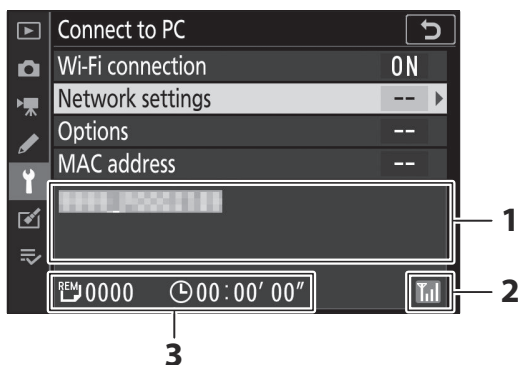 Connect to PC
Wi-Fi connection ON
Network settings --
Options --
MAC address --
1
REM 0000 00:00′ 00″
2
3